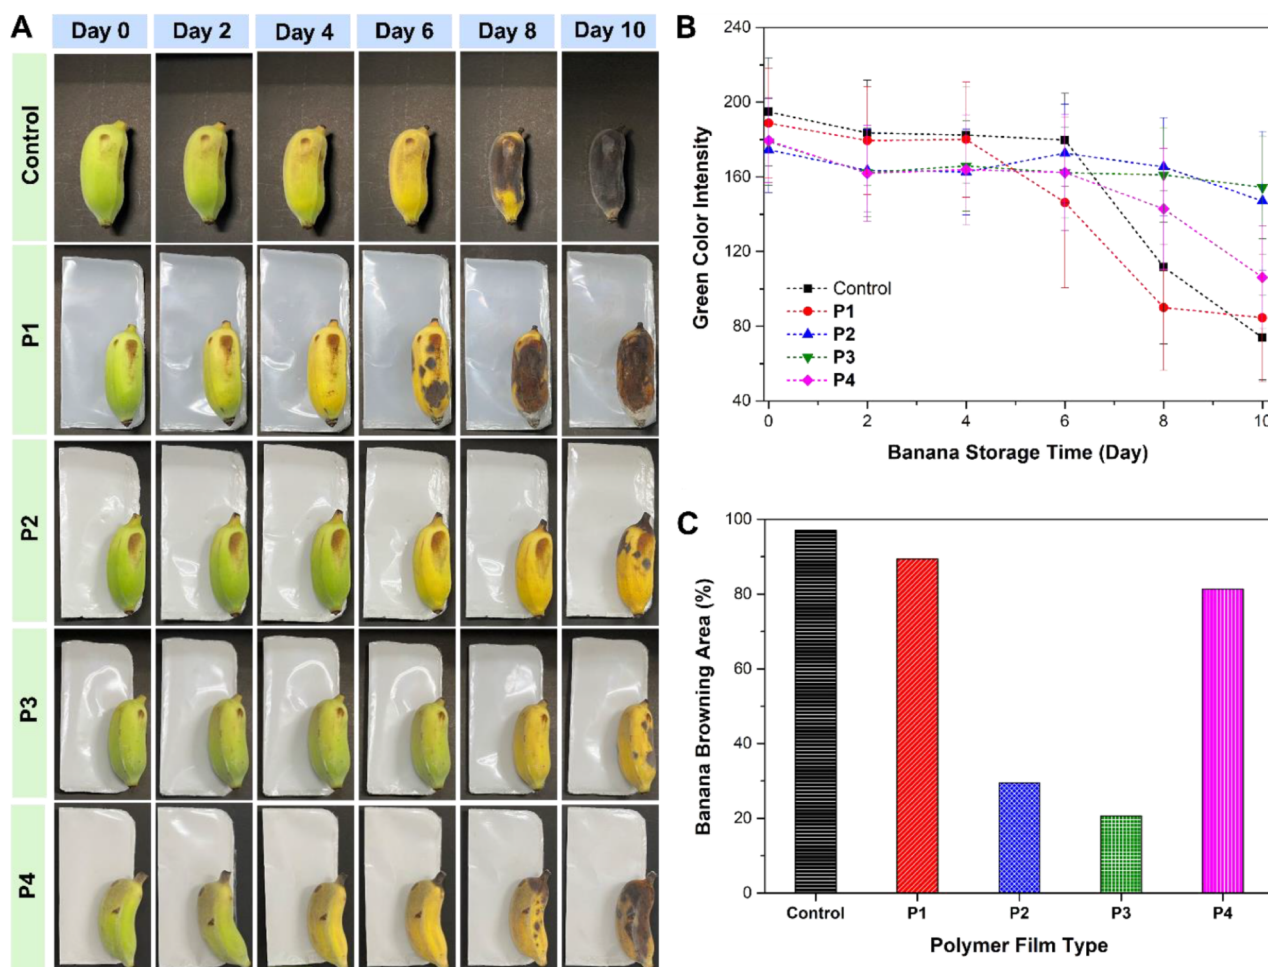 A
Day 0 Day 2 Day 4 Day 6 Day 8 Day 10
Control
P1
P2
P3
P4
B
240
200
160
120
80
40
Green Color Intensity
Control
P1
P2
P3
P4
0 2 4 6 8 10
Banana Storage Time (Day)
C
100
80
60
40
20
0
Banana Browning Area (%)
Control P1 P2 P3 P4
Polymer Film Type